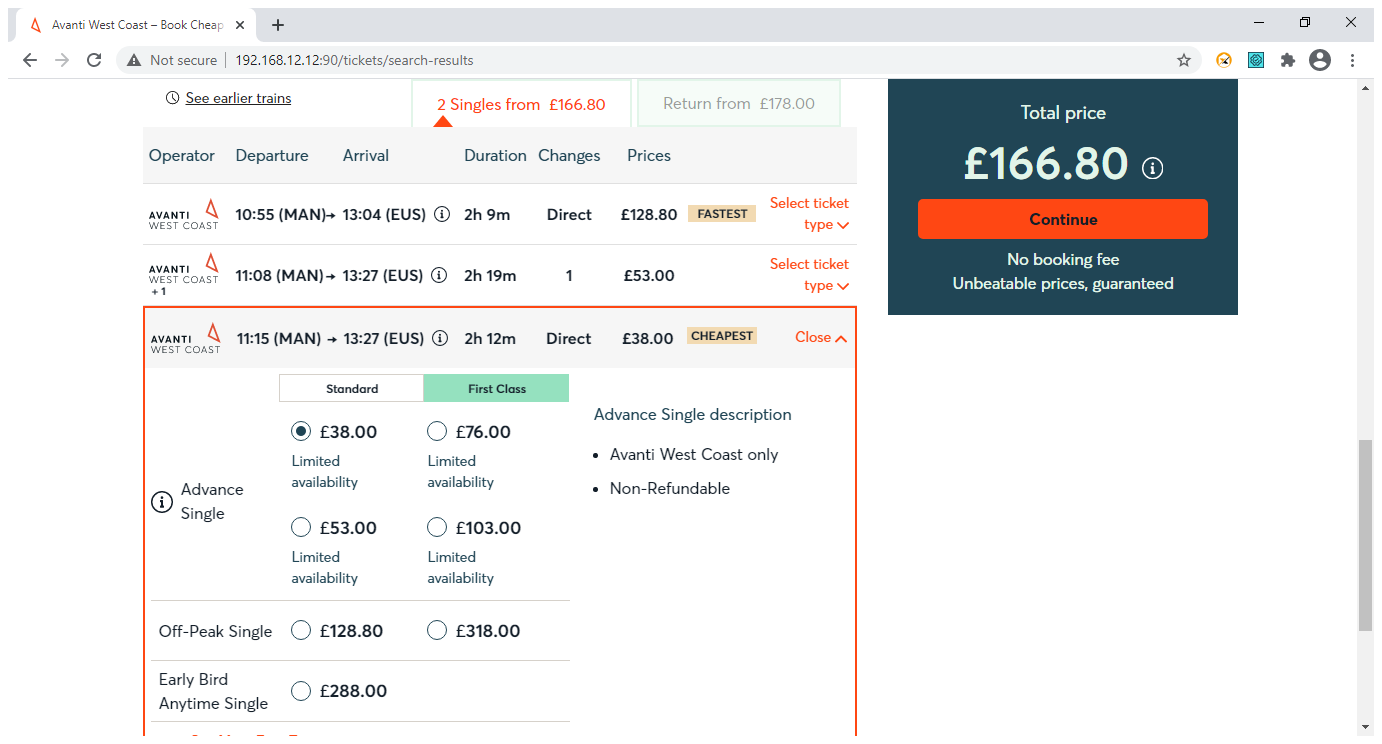 Avanti West Coast – Book Cheap
Not secure 192.168.12.12:90/tickets/search-results
See earlier trains
2 Singles from £166.80
Return from £178.00
Operator Departure Arrival Duration Changes Prices
AVANTI WEST COAST 10:55 (MAN)→ 13:04 (EUS) 2h 9m Direct £128.80 FASTEST Select ticket type
AVANTI WEST COAST +1 11:08 (MAN)→ 13:27 (EUS) 2h 19m 1 £53.00 Select ticket type
AVANTI WEST COAST 11:15 (MAN) → 13:27 (EUS) 2h 12m Direct £38.00 CHEAPEST Close
Standard First Class
£38.00 £76.00
Limited availability Limited availability
Advance Single
£53.00 £103.00
Limited availability Limited availability
Off-Peak Single £128.80 £318.00
Early Bird Anytime Single £288.00
Advance Single description
• Avanti West Coast only
• Non-Refundable
Total price
£166.80
Continue
No booking fee
Unbeatable prices, guaranteed